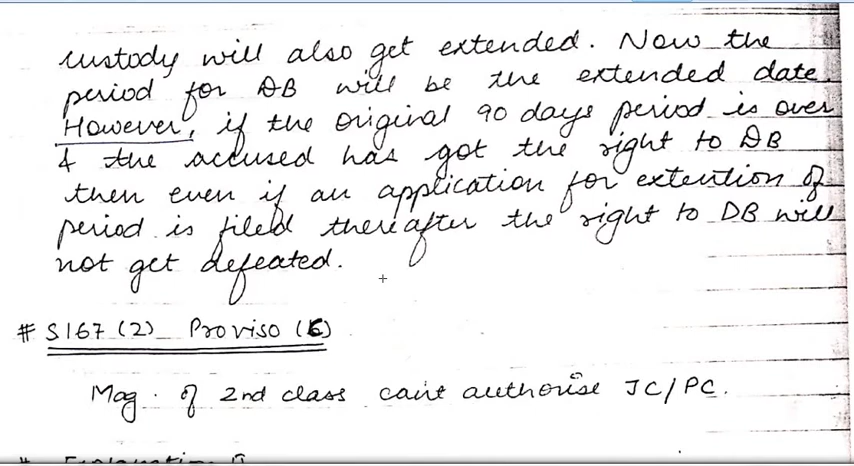 custody will also get extended. Now the
period for DB will be the extended date.
However, if the original 90 days period is over
& the accused has got the right to DB
then even if an application for extention of
period is filed thereafter the right to DB will
not get defeated.
# S167 (2) Proviso (C)
Mag. of 2nd class can't authorise JC/PC.
# Explanation II